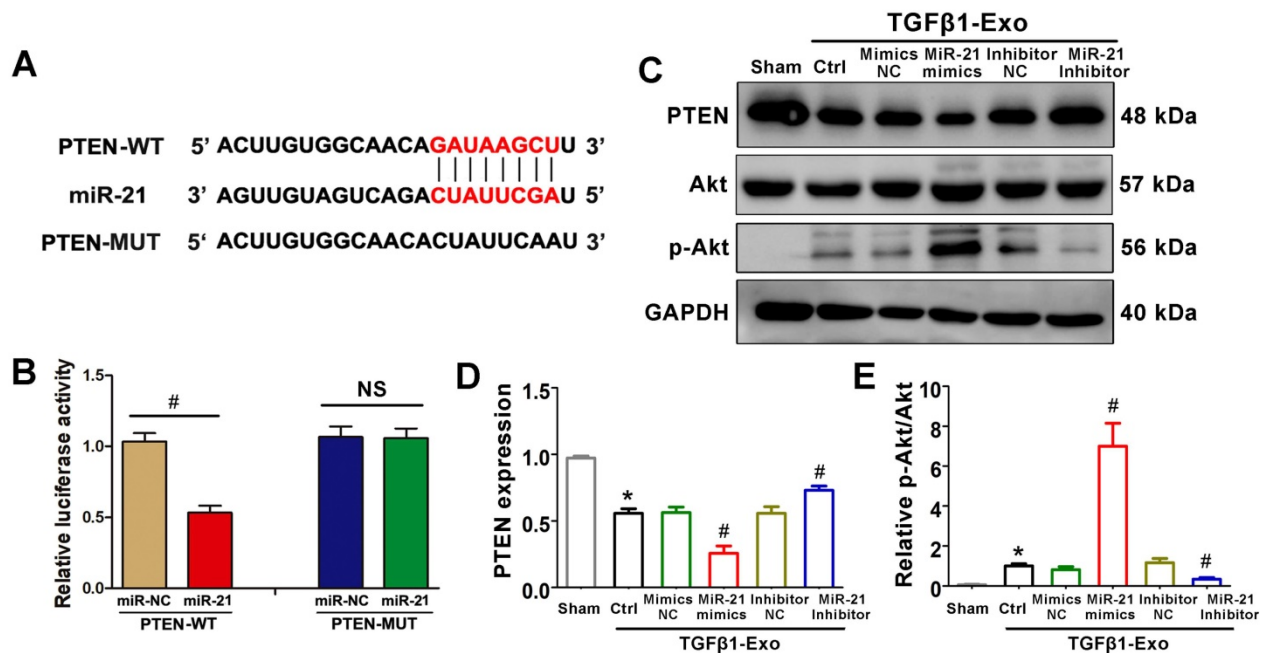 A
PTEN-WT 5’ ACUUGUGGCAACAGAUAAGCUU 3’
miR-21 3’ AGUUGUAGUCAGACUAUUCGAU 5’
PTEN-MUT 5‘ ACUUGUGGCAACACUAUUCAAU 3’
B
Relative luciferase activity
1.5
1.0
0.5
0.0
#
NS
miR-NC miR-21 miR-NC miR-21
PTEN-WT PTEN-MUT
C
TGFβ1-Exo
Sham Ctrl Mimics NC MiR-21 mimics Inhibitor NC MiR-21 Inhibitor
PTEN 48 kDa
Akt 57 kDa
p-Akt 56 kDa
GAPDH 40 kDa
D
PTEN expression
1.5
1.0
0.5
0.0
*
#
#
Sham Ctrl Mimics NC MiR-21 mimics Inhibitor NC MiR-21 Inhibitor
TGFβ1-Exo
E
Relative p-Akt/Akt
10
8
6
4
2
0
*
#
#
Sham Ctrl Mimics NC MiR-21 mimics Inhibitor NC MiR-21 Inhibitor
TGFβ1-Exo